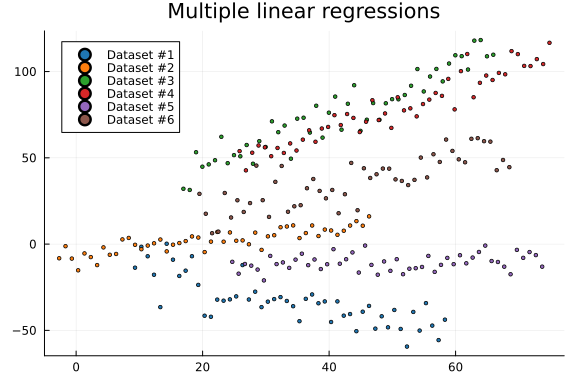 Multiple linear regressions
Dataset #1
Dataset #2
Dataset #3
Dataset #4
Dataset #5
Dataset #6
100
50
0
−50
0 20 40 60